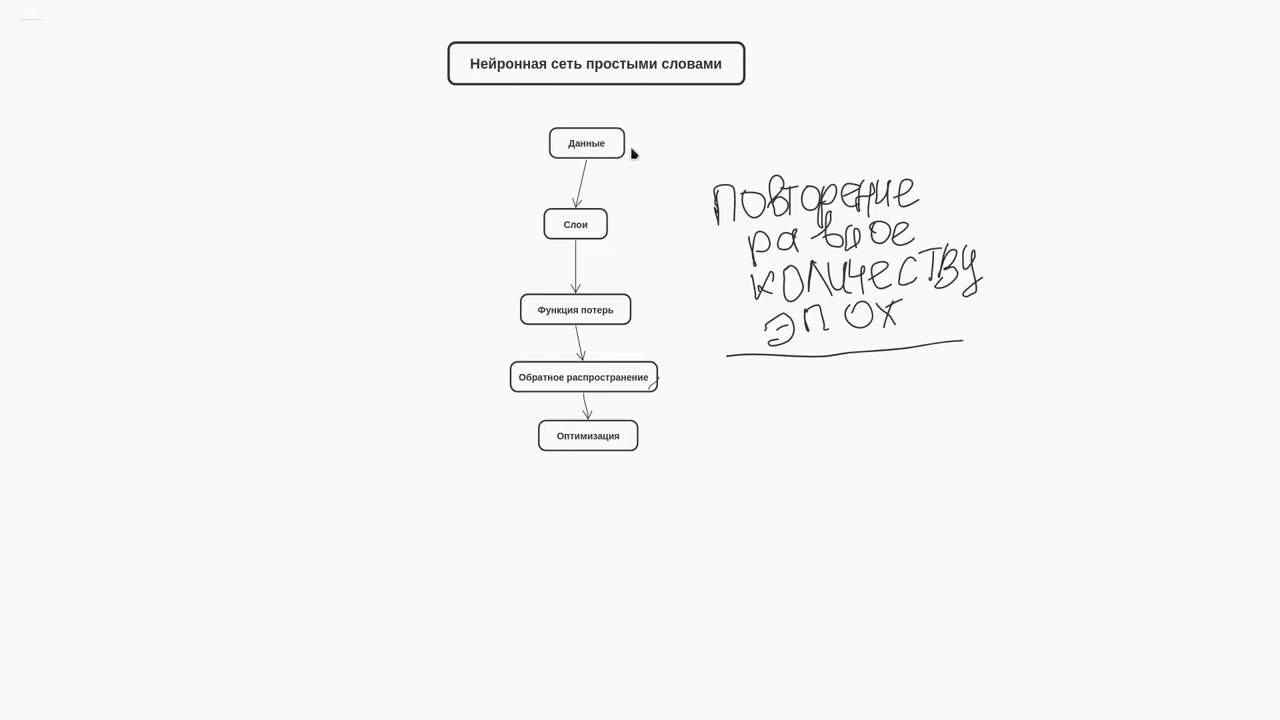 Нейронная сеть простыми словами
Данные
Слои
Функция потерь
Обратное распространение
Оптимизация
Повторение
равное
количеству
эпох